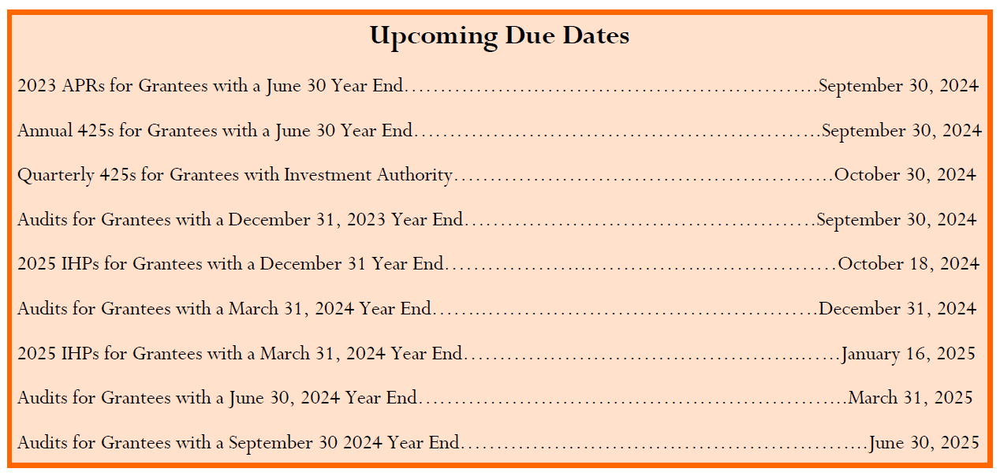 Upcoming Due Dates
2023 APRs for Grantees with a June 30 Year End……………………………………………………….September 30, 2024
Annual 425s for Grantees with a June 30 Year End……………………………………………………..September 30, 2024
Quarterly 425s for Grantees with Investment Authority…………………………………………………October 30, 2024
Audits for Grantees with a December 31, 2023 Year End………………………………………………September 30, 2024
2025 IHPs for Grantees with a December 31 Year End……………………………………………………October 18, 2024
Audits for Grantees with a March 31, 2024 Year End…………………………………………………….December 31, 2024
2025 IHPs for Grantees with a March 31, 2024 Year End…………………………………………………January 16, 2025
Audits for Grantees with a June 30, 2024 Year End………………………………………………………..March 31, 2025
Audits for Grantees with a September 30 2024 Year End……………………………………………………..June 30, 2025